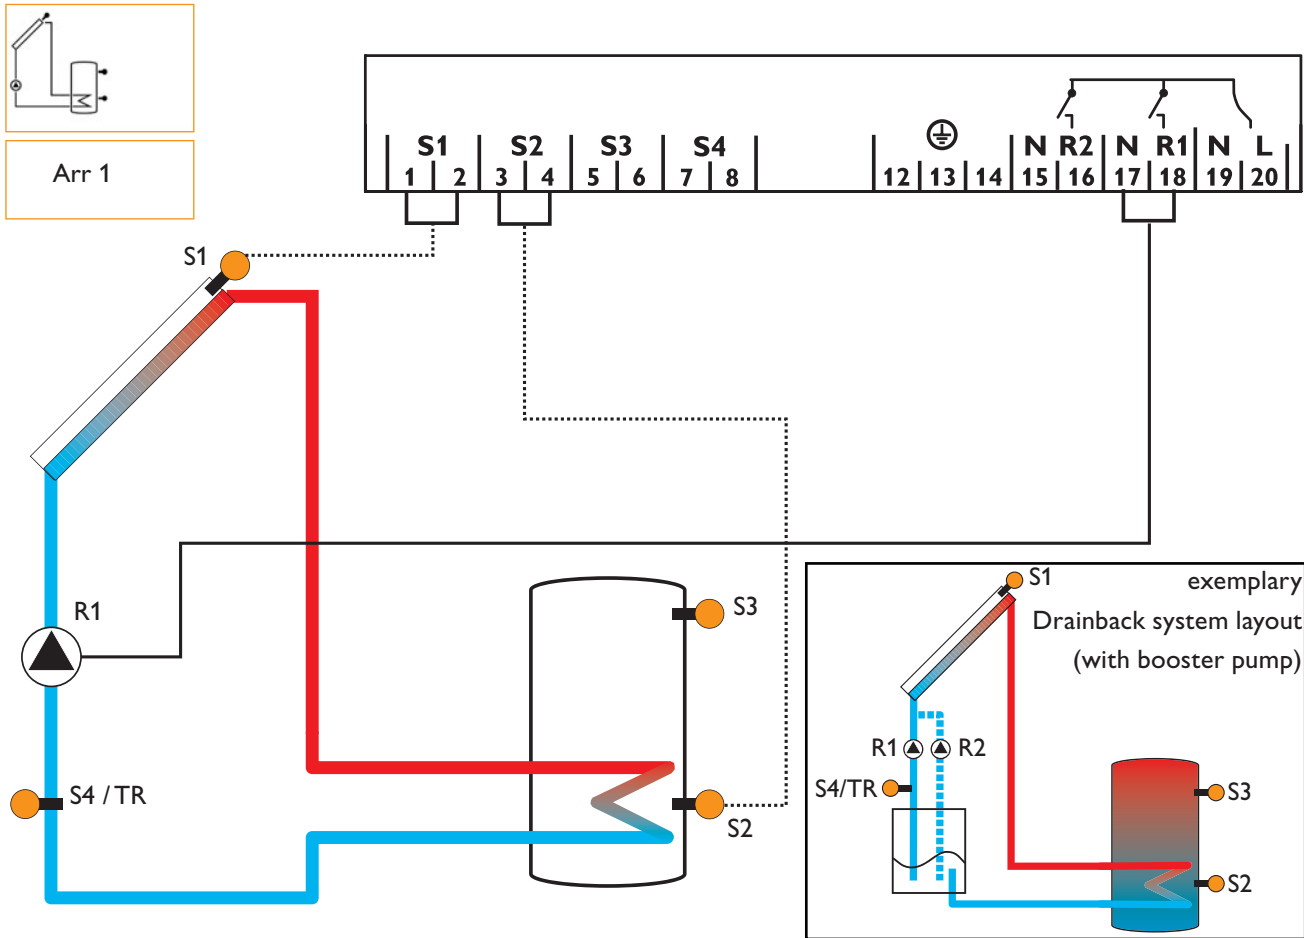 Arr 1
S1 S2 S3 S4 N R2 N R1 N L
1 2 3 4 5 6 7 8 12 13 14 15 16 17 18 19 20
S1
R1
S3
S4 / TR
S2
S1
exemplary
Drainback system layout
(with booster pump)
R1 R2
S4/TR
S3
S2